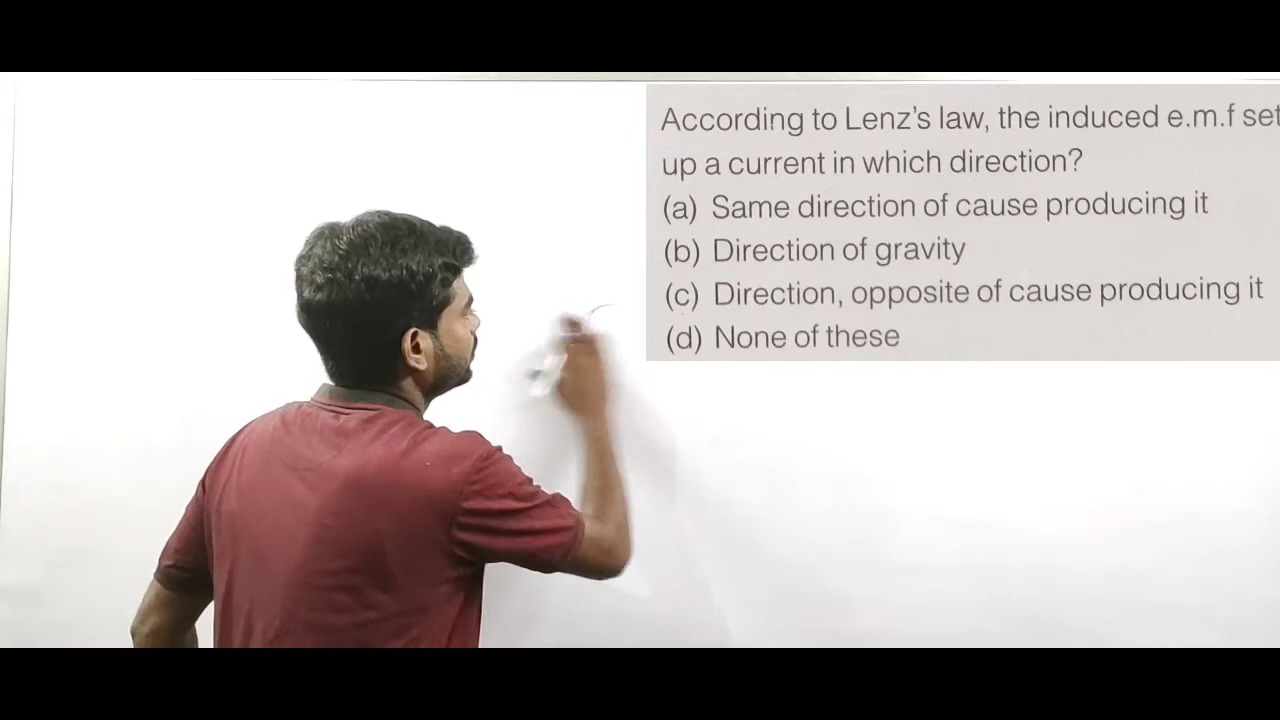 According to Lenz's law, the induced e.m.f set
up a current in which direction?
(a) Same direction of cause producing it
(b) Direction of gravity
(c) Direction, opposite of cause producing it
(d) None of these